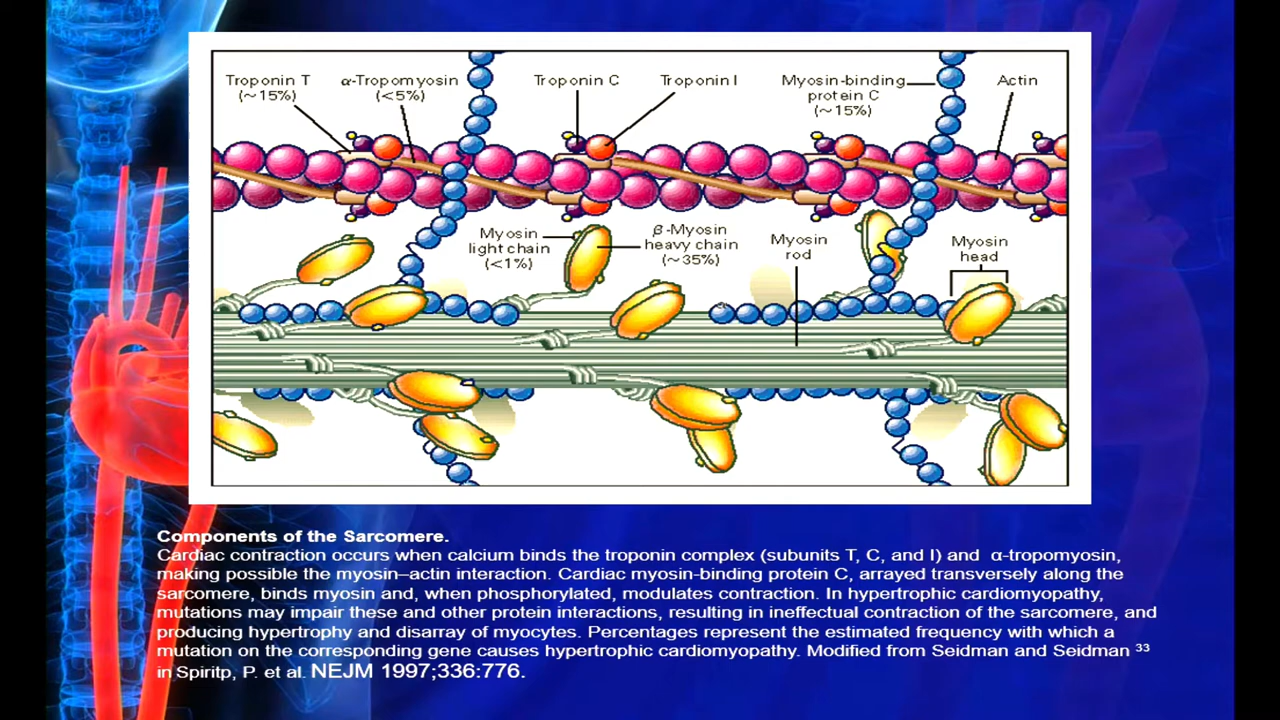 Troponin T
(~15%)
α-Tropomyosin
(<5%)
Troponin C
Troponin I
Myosin-binding
protein C
(~15%)
Actin
Myosin
light chain
(<1%)
β-Myosin
heavy chain
(~35%)
Myosin
rod
Myosin
head
Components of the Sarcomere.
Cardiac contraction occurs when calcium binds the troponin complex (subunits T, C, and I) and α-tropomyosin,
making possible the myosin–actin interaction. Cardiac myosin-binding protein C, arrayed transversely along the
sarcomere, binds myosin and, when phosphorylated, modulates contraction. In hypertrophic cardiomyopathy,
mutations may impair these and other protein interactions, resulting in ineffectual contraction of the sarcomere, and
producing hypertrophy and disarray of myocytes. Percentages represent the estimated frequency with which a
mutation on the corresponding gene causes hypertrophic cardiomyopathy. Modified from Seidman and Seidman 33
in Spiritp, P. et al. NEJM 1997;336:776.